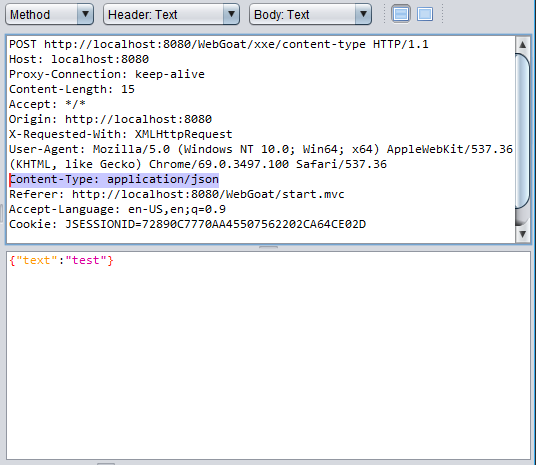 Method Header: Text Body: Text
POST http://localhost:8080/WebGoat/xxe/content-type HTTP/1.1
Host: localhost:8080
Proxy-Connection: keep-alive
Content-Length: 15
Accept: */*
Origin: http://localhost:8080
X-Requested-With: XMLHttpRequest
User-Agent: Mozilla/5.0 (Windows NT 10.0; Win64; x64) AppleWebKit/537.36
(KHTML, like Gecko) Chrome/69.0.3497.100 Safari/537.36
Content-Type: application/json
Referer: http://localhost:8080/WebGoat/start.mvc
Accept-Language: en-US,en;q=0.9
Cookie: JSESSIONID=72890C7770AA45507562202CA64CE02D
{"text":"test"}